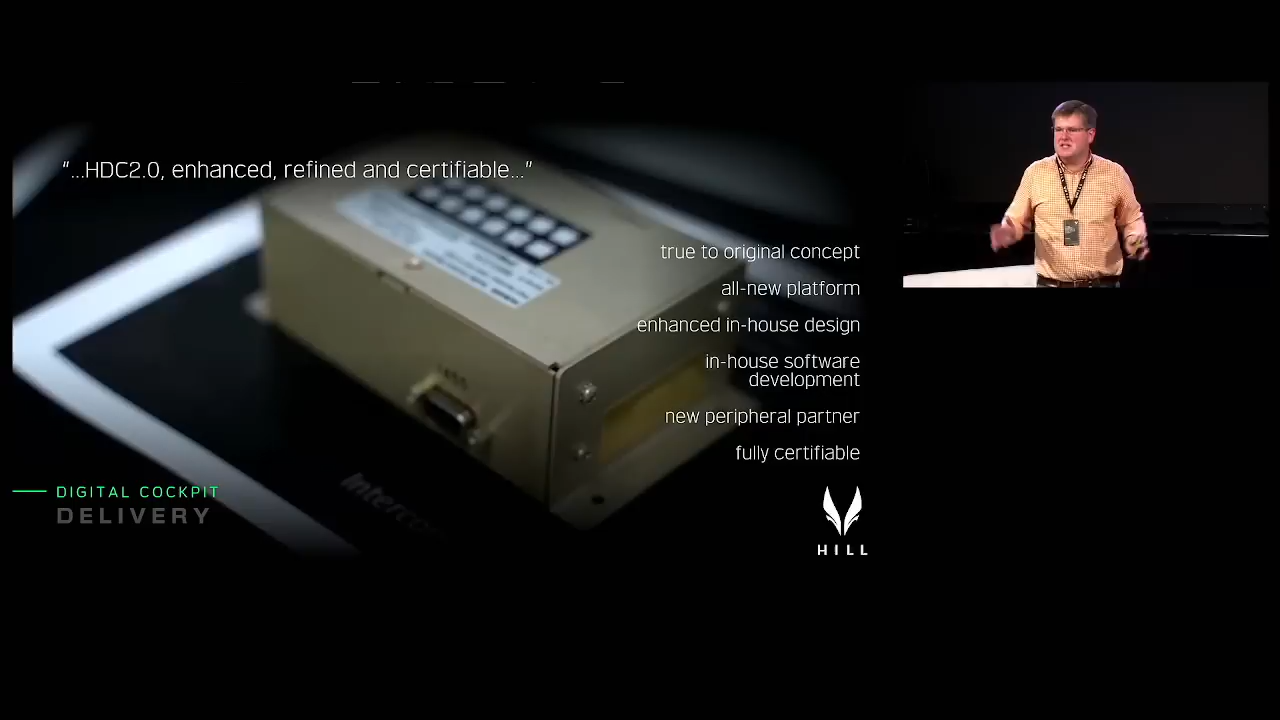 “...HDC2.0, enhanced, refined and certifiable...”
true to original concept
all-new platform
enhanced in-house design
in-house software
development
new peripheral partner
fully certifiable
DIGITAL COCKPIT
DELIVERY
HILL